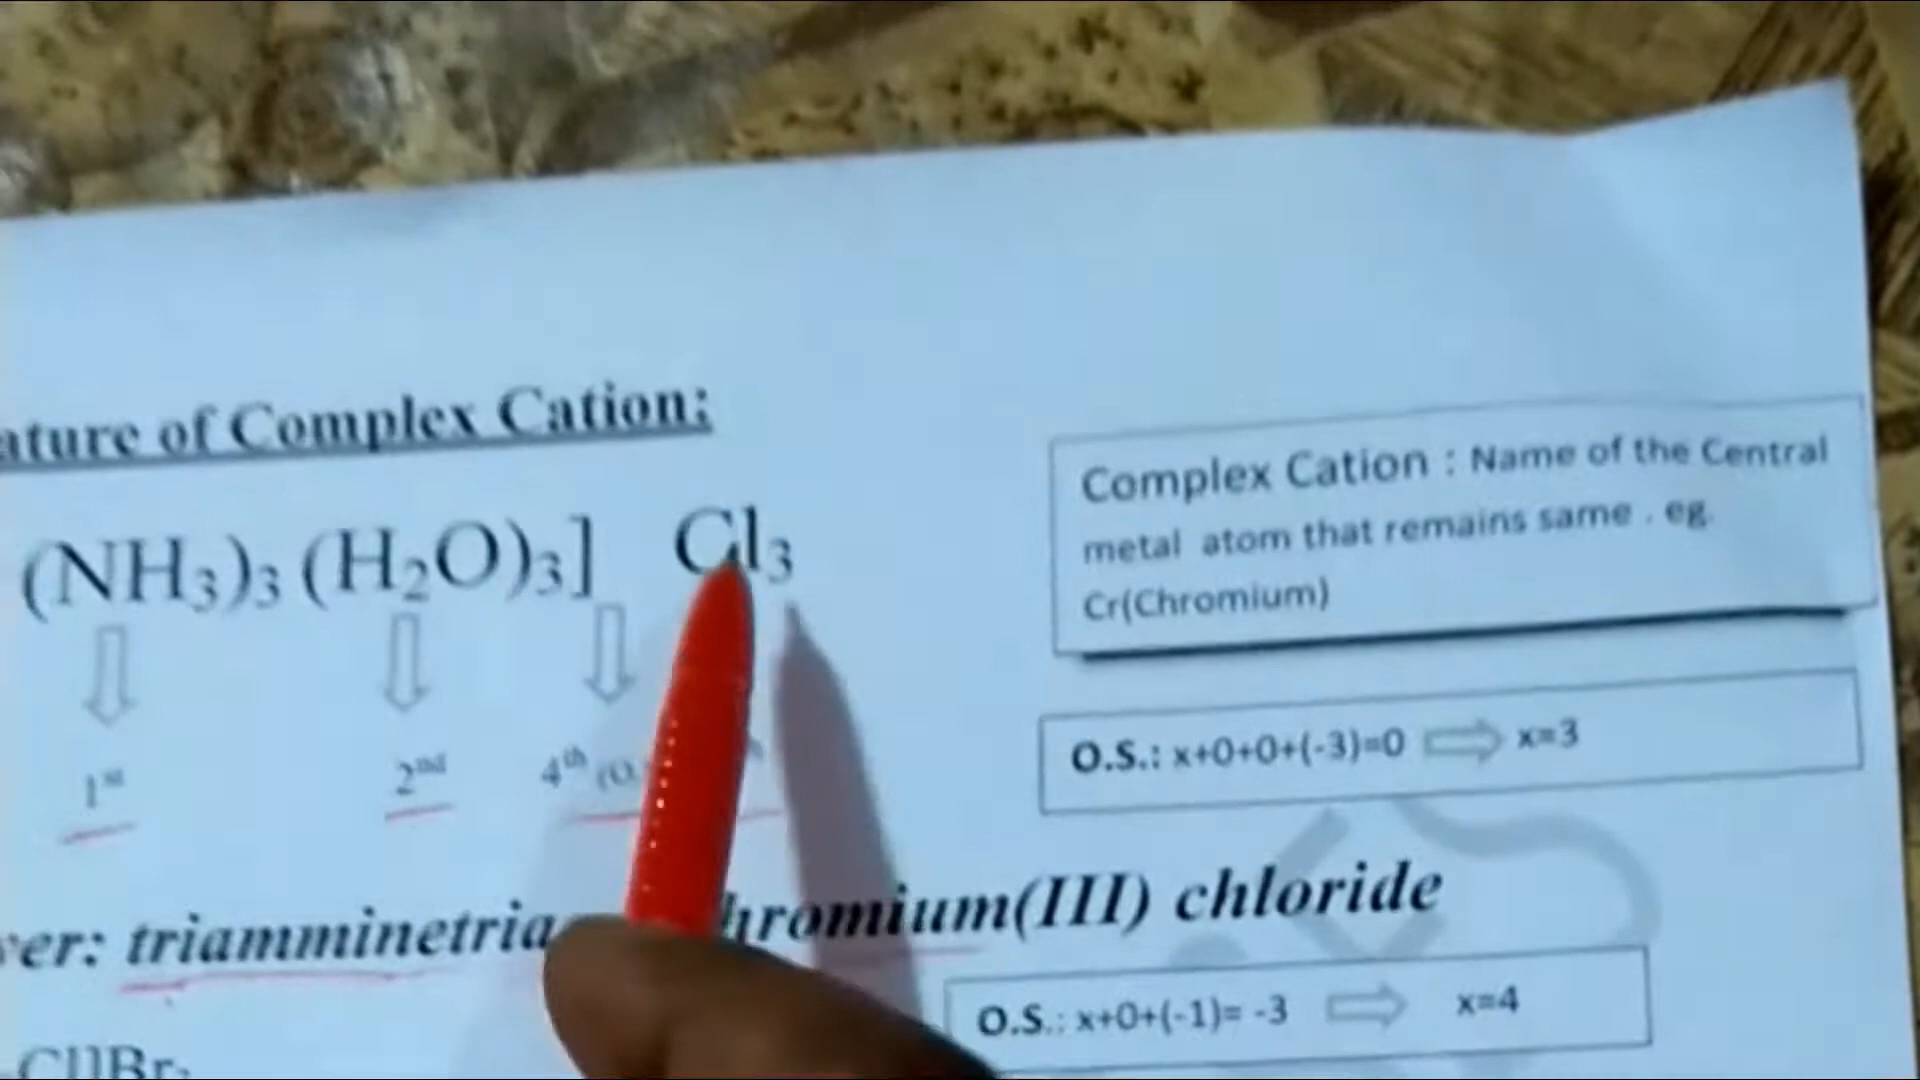 ature of Complex Cation:
(NH₃)₃ (H₂O)₃] Cl₃
1st 2nd 4th (O.
ver: triamminetria hromium(III) chloride
Cl]Br
Complex Cation : Name of the Central
metal atom that remains same . eg.
Cr(Chromium)
O.S.: x+0+0+(-3)=0 ⇨ x=3
O.S.: x+0+(-1)= -3 ⇨ x=4